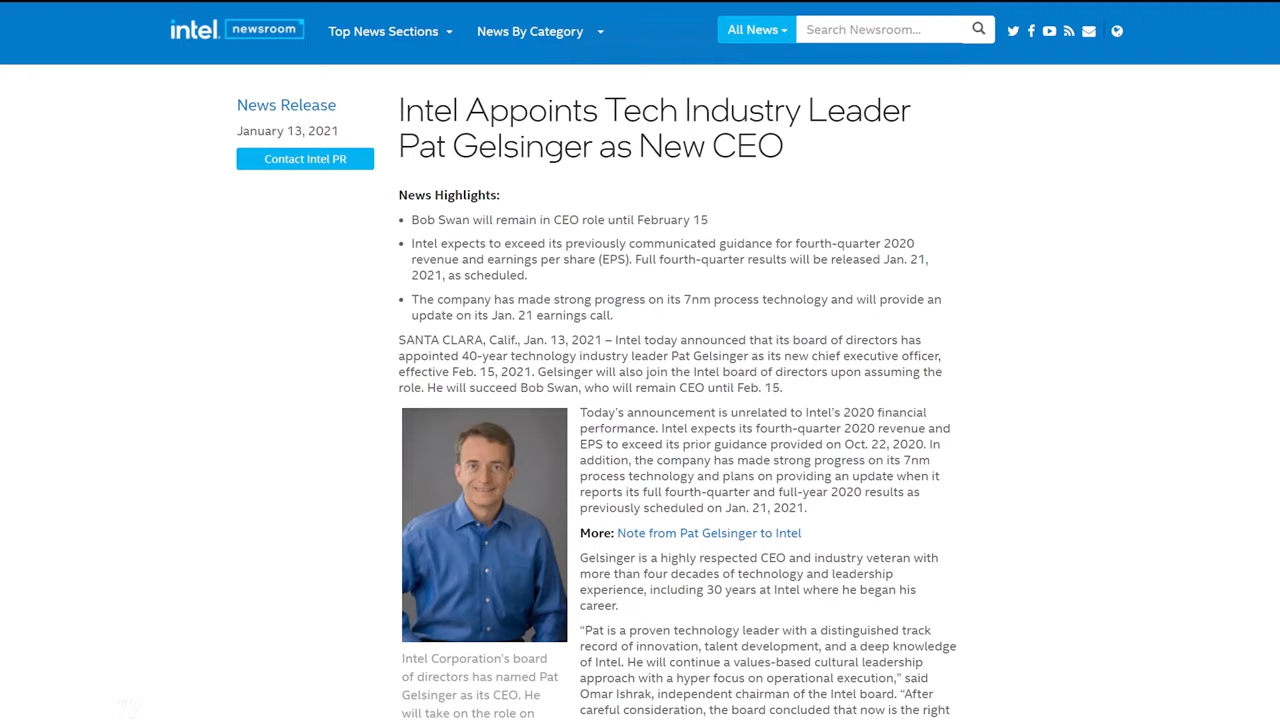 intel. newsroom
Top News Sections
News By Category
All News
Search Newsroom...
News Release
January 13, 2021
Contact Intel PR
Intel Appoints Tech Industry Leader
Pat Gelsinger as New CEO
News Highlights:
• Bob Swan will remain in CEO role until February 15
• Intel expects to exceed its previously communicated guidance for fourth-quarter 2020
revenue and earnings per share (EPS). Full fourth-quarter results will be released Jan. 21,
2021, as scheduled.
• The company has made strong progress on its 7nm process technology and will provide an
update on its Jan. 21 earnings call.
SANTA CLARA, Calif., Jan. 13, 2021 – Intel today announced that its board of directors has
appointed 40-year technology industry leader Pat Gelsinger as its new chief executive officer,
effective Feb. 15, 2021. Gelsinger will also join the Intel board of directors upon assuming the
role. He will succeed Bob Swan, who will remain CEO until Feb. 15.
Today's announcement is unrelated to Intel's 2020 financial
performance. Intel expects its fourth-quarter 2020 revenue and
EPS to exceed its prior guidance provided on Oct. 22, 2020. In
addition, the company has made strong progress on its 7nm
process technology and plans on providing an update when it
reports its full fourth-quarter and full-year 2020 results as
previously scheduled on Jan. 21, 2021.
More: Note from Pat Gelsinger to Intel
Gelsinger is a highly respected CEO and industry veteran with
more than four decades of technology and leadership
experience, including 30 years at Intel where he began his
career.
"Pat is a proven technology leader with a distinguished track
record of innovation, talent development, and a deep knowledge
of Intel. He will continue a values-based cultural leadership
approach with a hyper focus on operational execution," said
Omar Ishrak, independent chairman of the Intel board. "After
careful consideration, the board concluded that now is the right
Intel Corporation's board
of directors has named Pat
Gelsinger as its CEO. He
will take on the role on